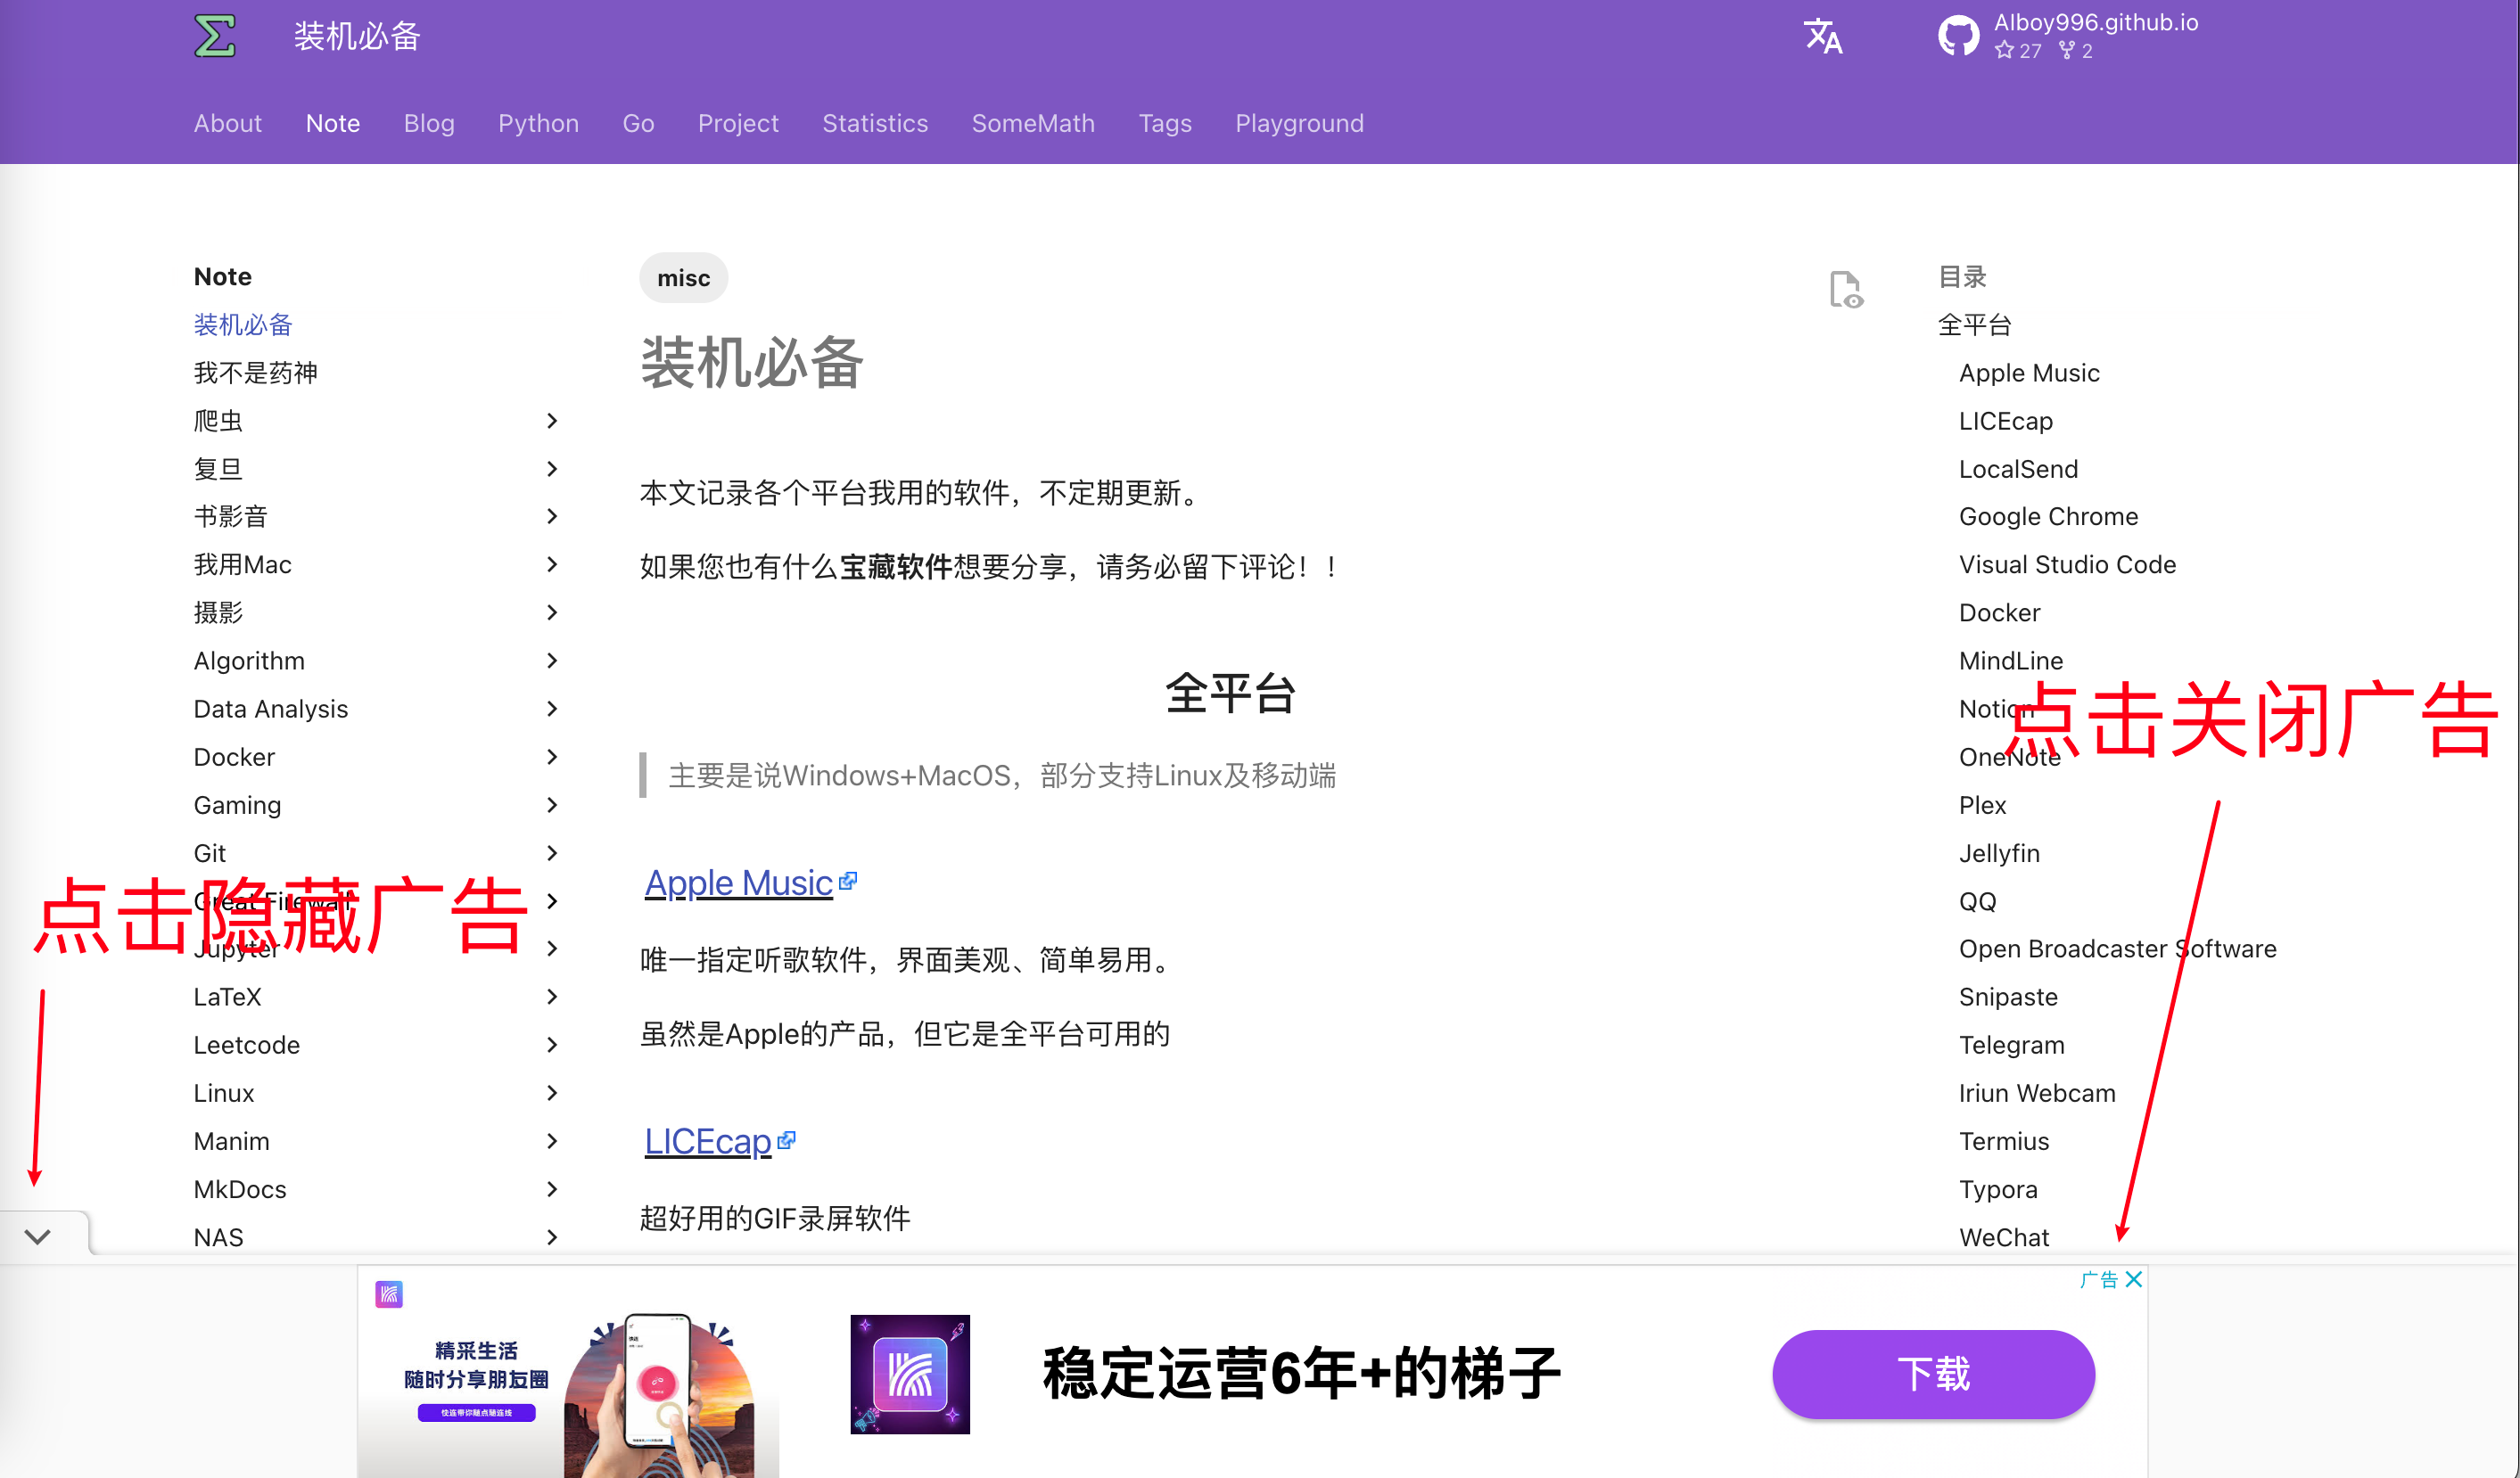 装机必备
AIboy996.github.io
27 2
About Note Blog Python Go Project Statistics SomeMath Tags Playground
Note
装机必备
我不是药神
爬虫
复旦
书影音
我用Mac
摄影
Algorithm
Data Analysis
Docker
Gaming
Git
Great Firewall
Jupyter
LaTeX
Leetcode
Linux
Manim
MkDocs
NAS
点击隐藏广告
misc
装机必备
本文记录各个平台我用的软件，不定期更新。
如果您也有什么宝藏软件想要分享，请务必留下评论！！
全平台
主要是说Windows+MacOS，部分支持Linux及移动端
Apple Music
唯一指定听歌软件，界面美观、简单易用。
虽然是Apple的产品，但它是全平台可用的
LICEcap
超好用的GIF录屏软件
目录
全平台
Apple Music
LICEcap
LocalSend
Google Chrome
Visual Studio Code
Docker
MindLine
Notion
OneNote
Plex
Jellyfin
QQ
Open Broadcaster Software
Snipaste
Telegram
Iriun Webcam
Termius
Typora
WeChat
点击关闭广告
广告
精采生活
随时分享朋友圈
快连带你随点随连线
稳定运营6年+的梯子
下载